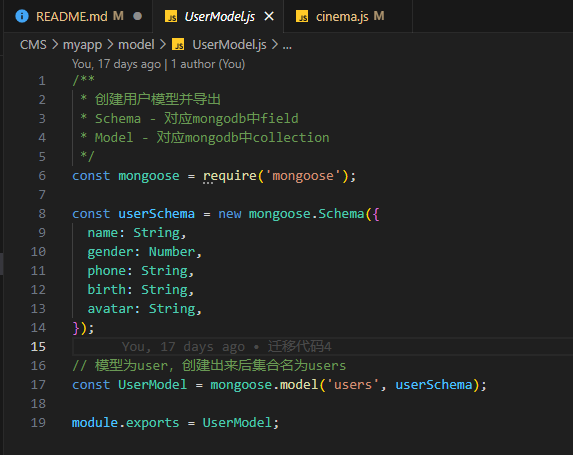 README.md M
JS UserModel.js
JS cinema.js M
CMS > myapp > model > JS UserModel.js > ...
You, 17 days ago | 1 author (You)
1 /**
2 * 创建用户模型并导出
3 * Schema - 对应mongodb中field
4 * Model - 对应mongodb中collection
5 */
6 const mongoose = require('mongoose');
7
8 const userSchema = new mongoose.Schema({
9 name: String,
10 gender: Number,
11 phone: String,
12 birth: String,
13 avatar: String,
14 });
15 You, 17 days ago • 迁移代码4
16 // 模型为user, 创建出来后集合名为users
17 const UserModel = mongoose.model('users', userSchema);
18
19 module.exports = UserModel;